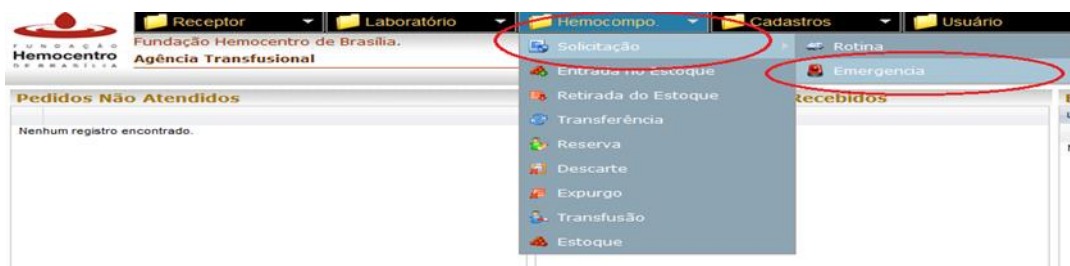 Receptor Laboratório Hemocompo. Cadastros Usuário
FUNDAÇÃO
Hemocentro
DE BRASÍLIA
Fundação Hemocentro de Brasília.
Agência Transfusional
Solicitação
Rotina
Entrada no Estoque
Emergencia
Pedidos Não Atendidos
Retirada do Estoque
Recebidos
Nenhum registro encontrado.
Transferência
Reserva
Descarte
Expurgo
Transfusão
Estoque